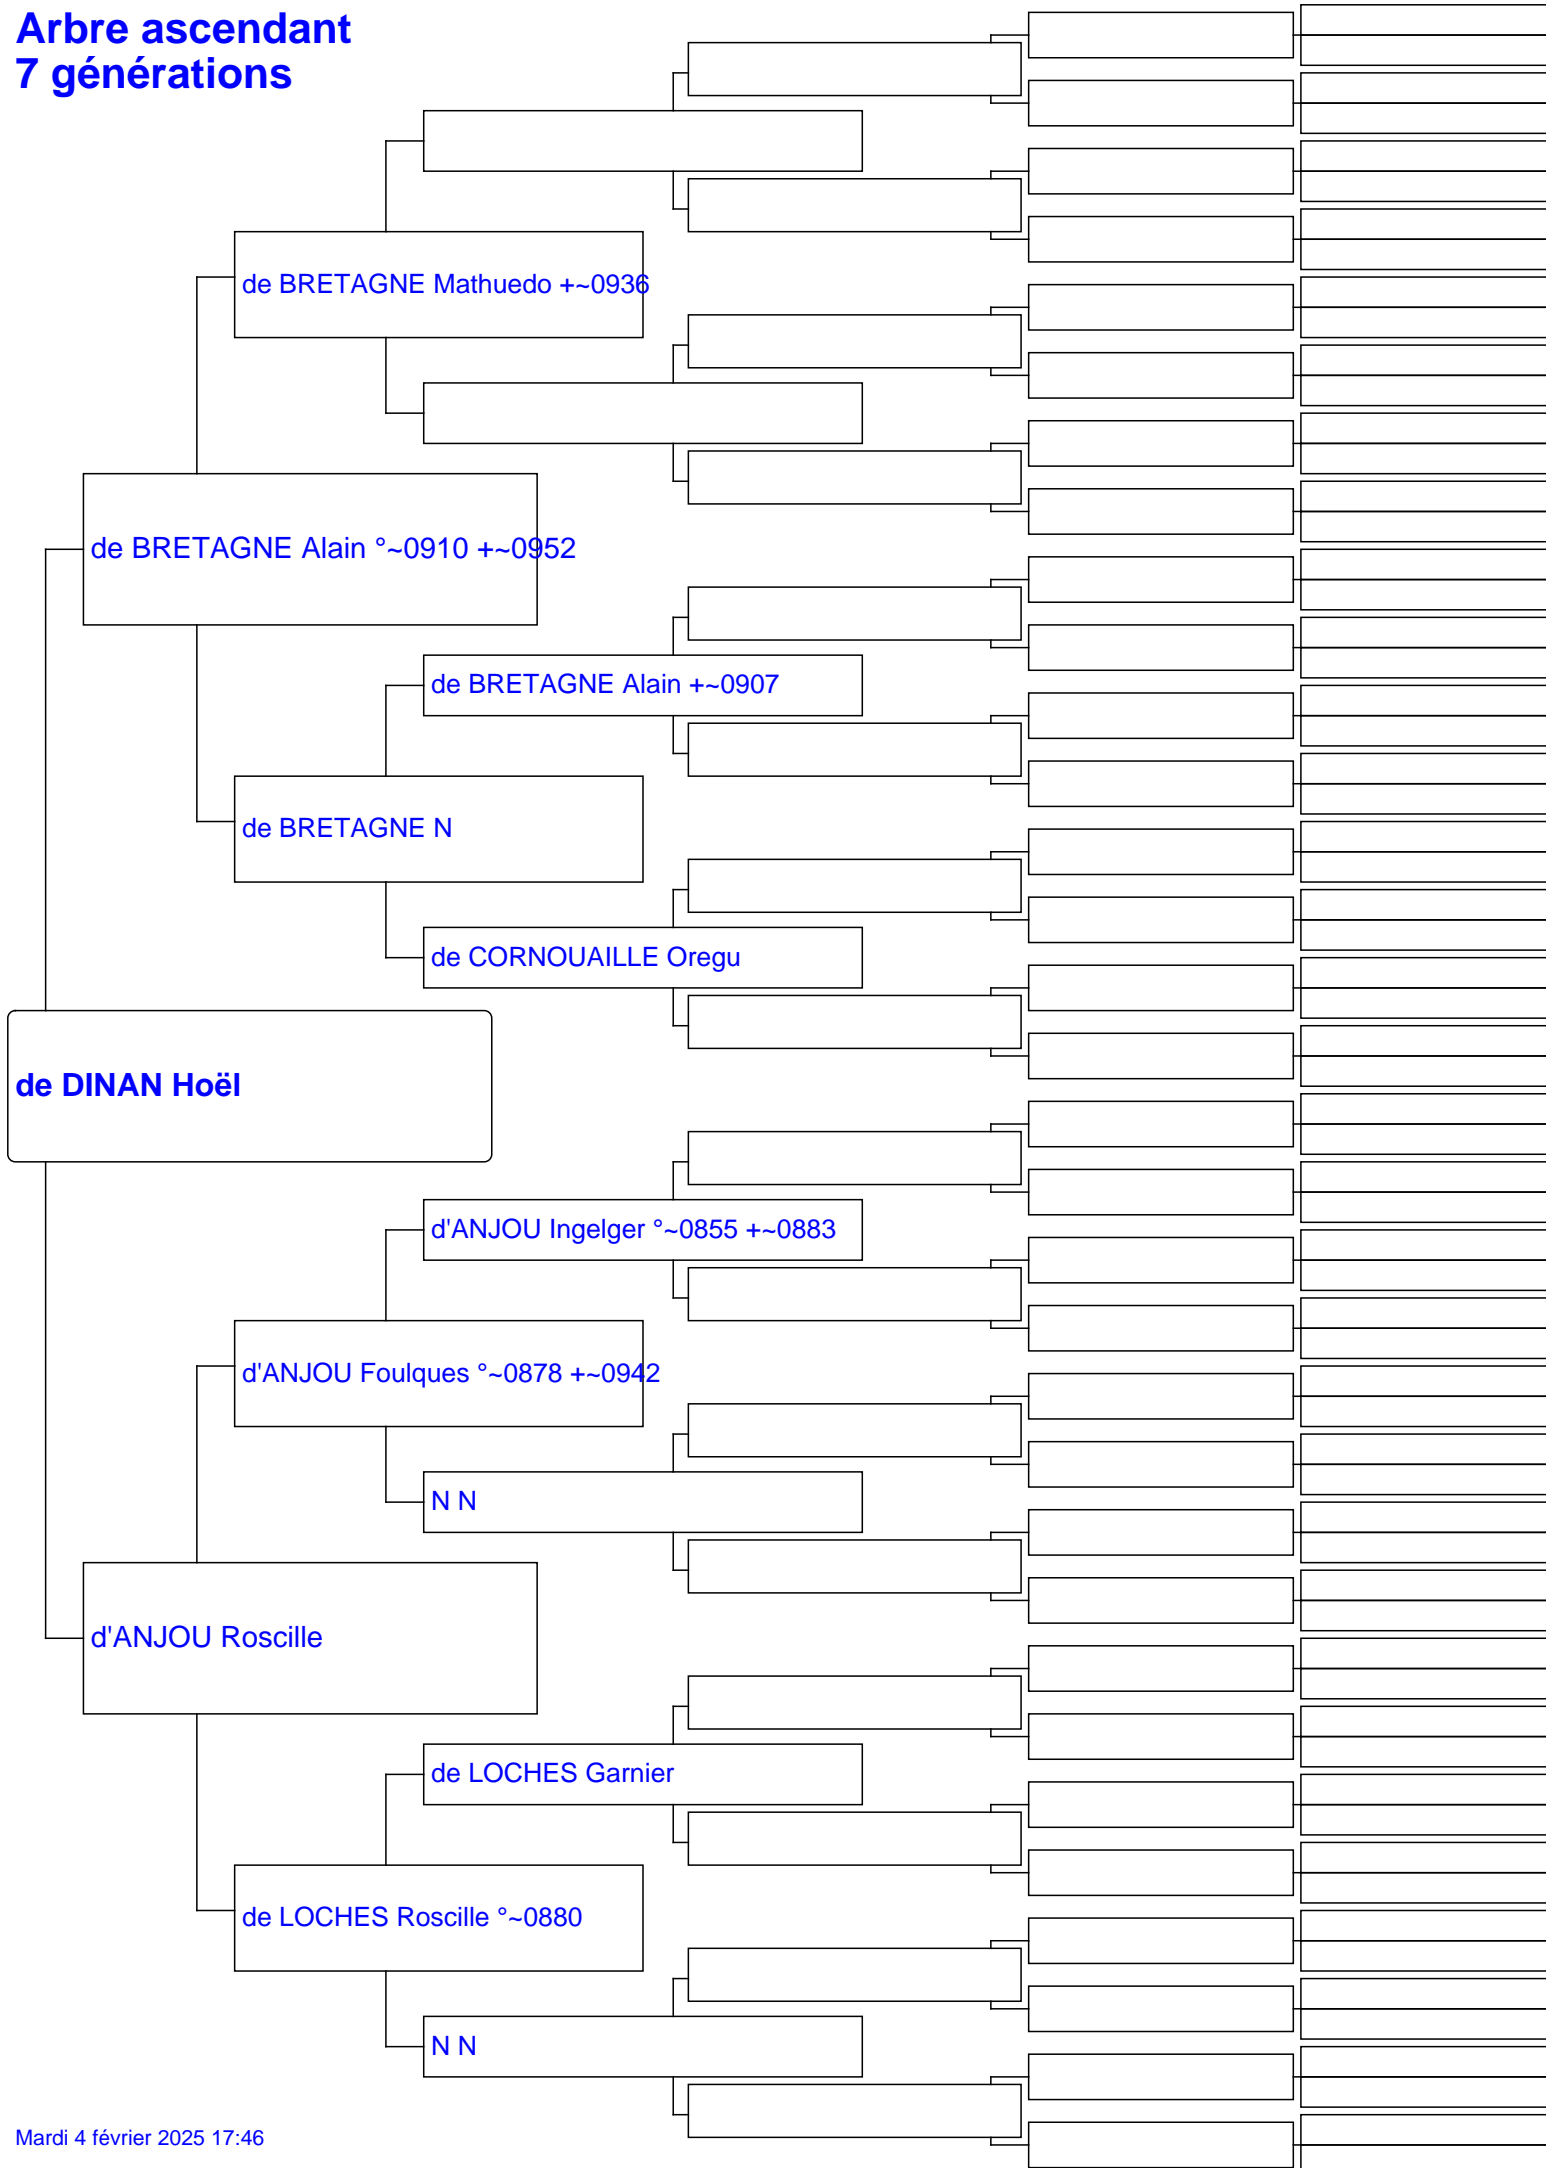 Arbre ascendant
7 générations
de BRETAGNE Mathuedo +~0936
de BRETAGNE Alain °~0910 +~0952
de BRETAGNE Alain +~0907
de BRETAGNE N
de CORNOUAILLE Oregu
de DINAN Hoël
d'ANJOU Ingelger °~0855 +~0883
d'ANJOU Foulques °~0878 +~0942
N N
d'ANJOU Roscille
de LOCHES Garnier
de LOCHES Roscille °~0880
N N
Mardi 4 février 2025 17:46